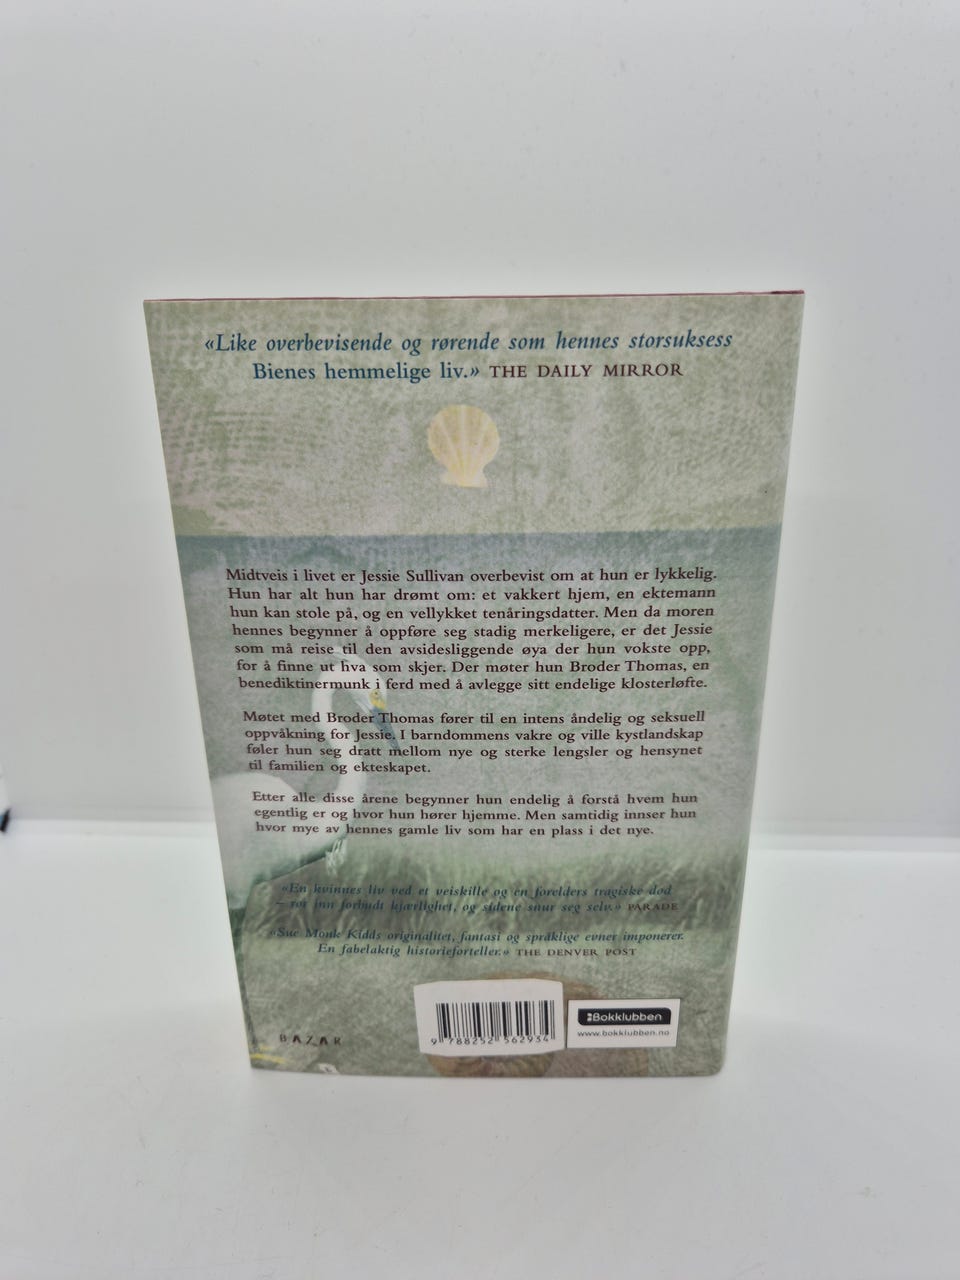 «Like overbevisende og rørende som hennes storsuksess
Bienes hemmelige liv.» THE DAILY MIRROR
Midtveis i livet er Jessie Sullivan overbevist om at hun er lykkelig.
Hun har alt hun har drømt om: et vakkert hjem, en ektemann
hun kan stole på, og en vellykket tenåringsdatter. Men da moren
hennes begynner å oppføre seg stadig merkeligere, er det Jessie
som må reise til den avsidesliggende øya der hun vokste opp,
for å finne ut hva som skjer. Der møter hun Broder Thomas, en
benediktinermunk i ferd med å avlegge sitt endelige klosterløfte.
Møtet med Broder Thomas fører til en intens åndelig og seksuell
oppvåkning for Jessie. I barndommens vakre og ville kystlandskap
føler hun seg dratt mellom nye og sterke lengsler og hensynet
til familien og ekteskapet.
Etter alle disse årene begynner hun endelig å forstå hvem hun
egentlig er og hvor hun hører hjemme. Men samtidig innser hun
hvor mye av hennes gamle liv som har en plass i det nye.
«En kvinnes liv ved et veiskille og en forelders tragiske død
– rør inn forbudt kjærlighet, og sidene snur seg selv.» PARADE
«Sue Monk Kidds originalitet, fantasi og språklige evner imponerer.
En fabelaktig historieforteller.» THE DENVER POST
BAZAR
9 788252 562934
Bokklubben
www.bokklubben.no